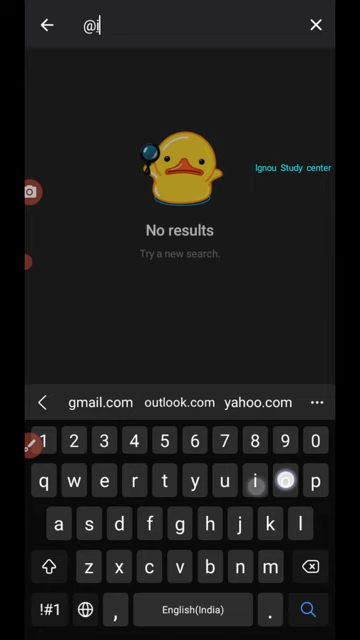 @i
Ignou Study center
No results
Try a new search.
gmail.com outlook.com yahoo.com
1 2 3 4 5 6 7 8 9 0
q w e r t y u i o p
a s d f g h j k l
z x c v b n m
!#1 , English(India) .